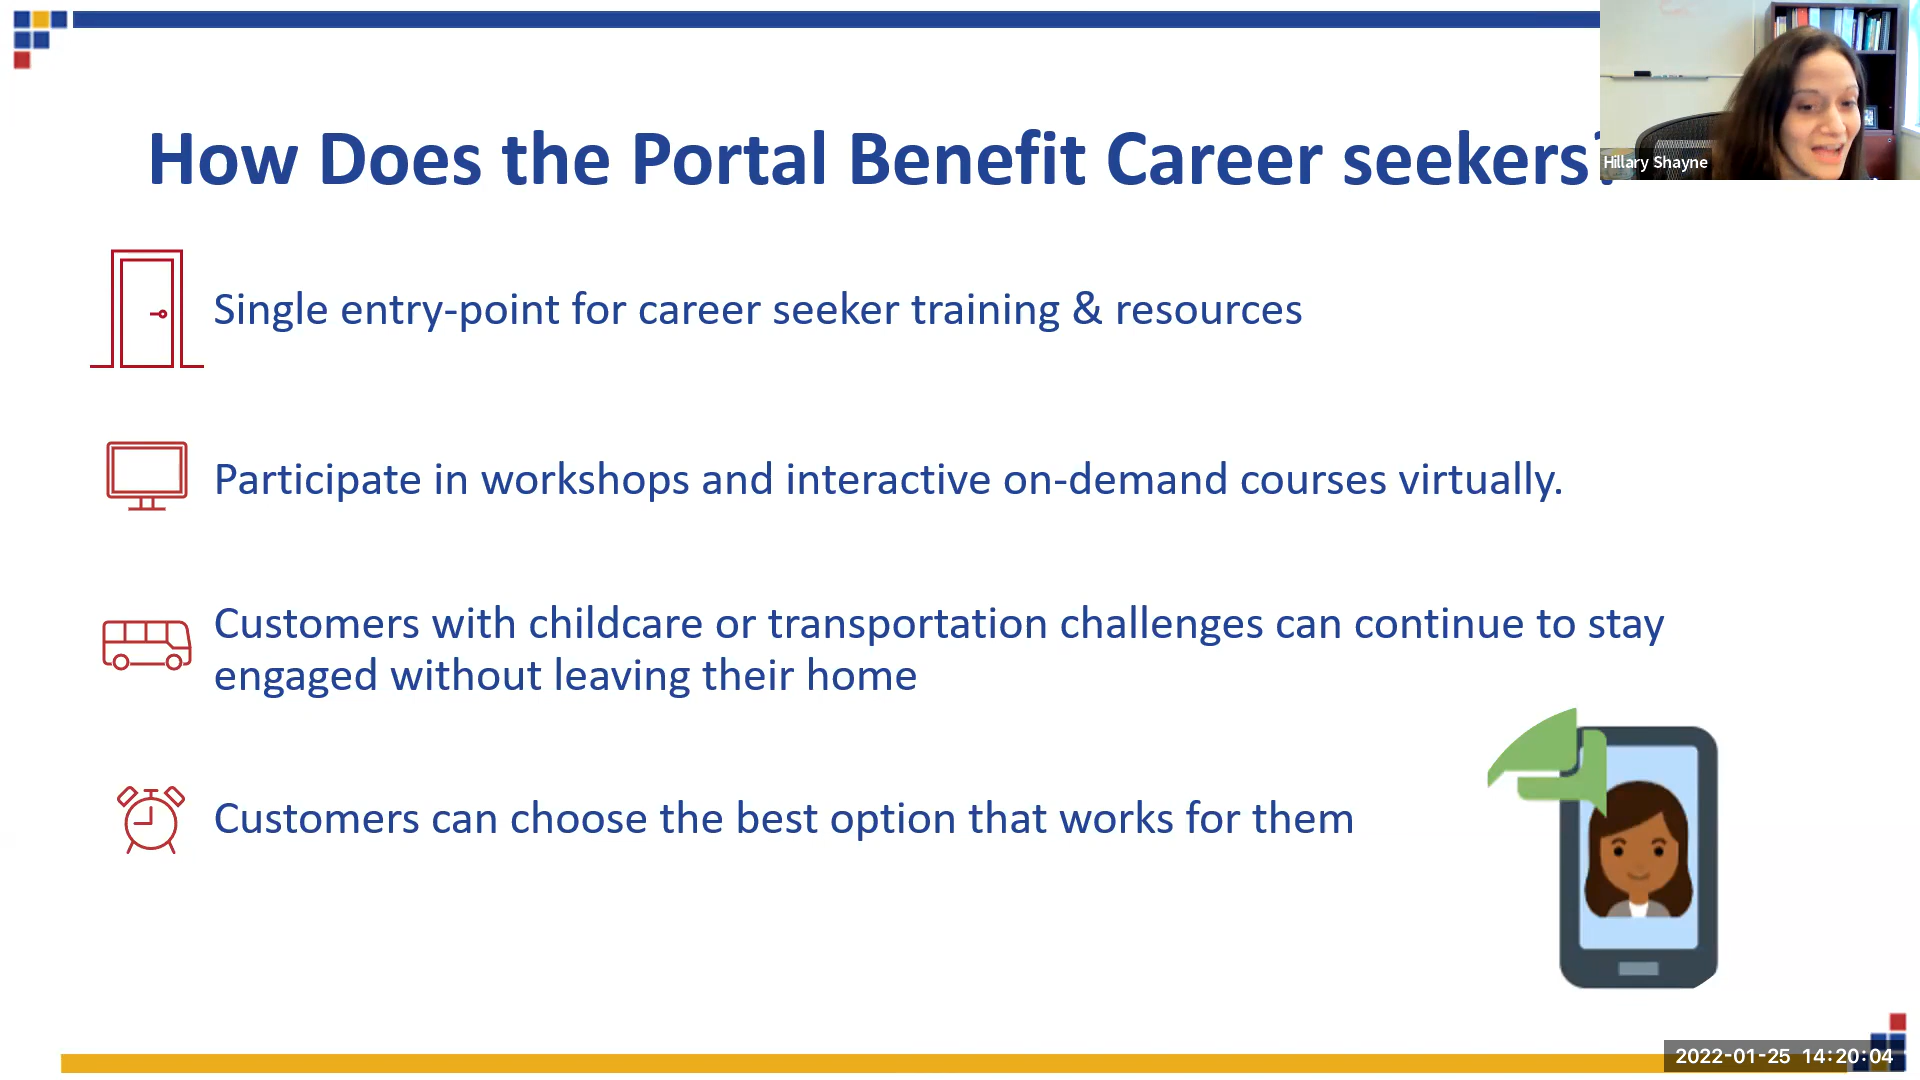 How Does the Portal Benefit Career seekers?
Hillary Shayne
Single entry-point for career seeker training & resources
Participate in workshops and interactive on-demand courses virtually.
Customers with childcare or transportation challenges can continue to stay
engaged without leaving their home
Customers can choose the best option that works for them
2022-01-25 14:20:04